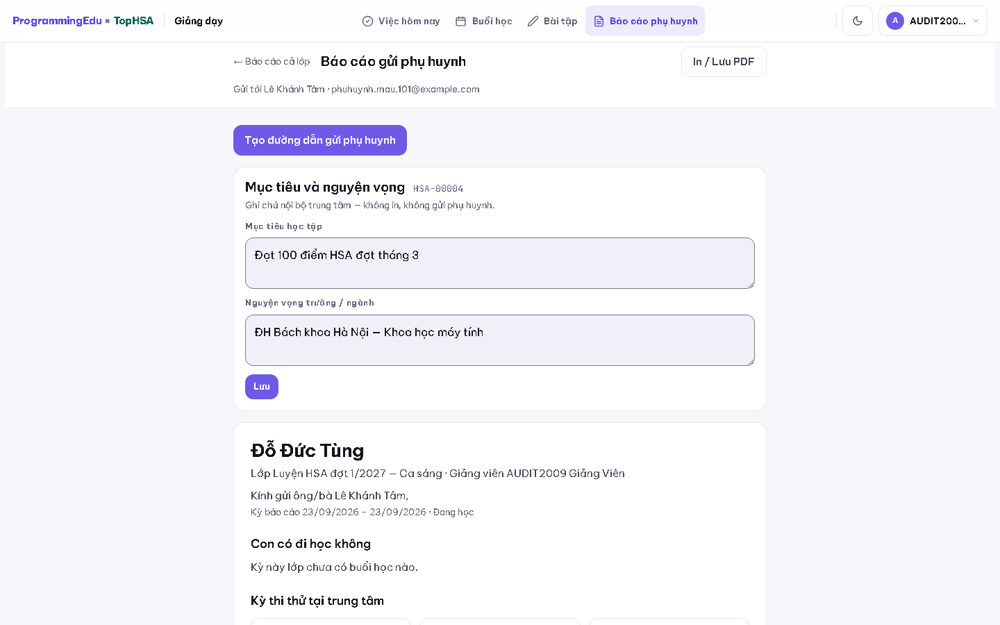 ProgrammingEdu × TopHSA
Giảng dạy
Việc hôm nay
Buổi học
Bài tập
Báo cáo phụ huynh
A
AUDIT200...
← Báo cáo cả lớp
Báo cáo gửi phụ huynh
In / Lưu PDF
Gửi tới Lê Khánh Tâm · phuhuynh.mau.101@example.com
Tạo đường dẫn gửi phụ huynh
Mục tiêu và nguyện vọng HSA-00004
Ghi chú nội bộ trung tâm — không in, không gửi phụ huynh.
Mục tiêu học tập
Đạt 100 điểm HSA đợt tháng 3
Nguyện vọng trường / ngành
ĐH Bách khoa Hà Nội — Khoa học máy tính
Lưu
Đỗ Đức Tùng
Lớp Luyện HSA đợt 1/2027 — Ca sáng · Giảng viên AUDIT2009 Giảng Viên
Kính gửi ông/bà Lê Khánh Tâm,
Kỳ báo cáo 23/09/2026 – 23/09/2026 · Đang học
Con có đi học không
Kỳ này lớp chưa có buổi học nào.
Kỳ thi thử tại trung tâm